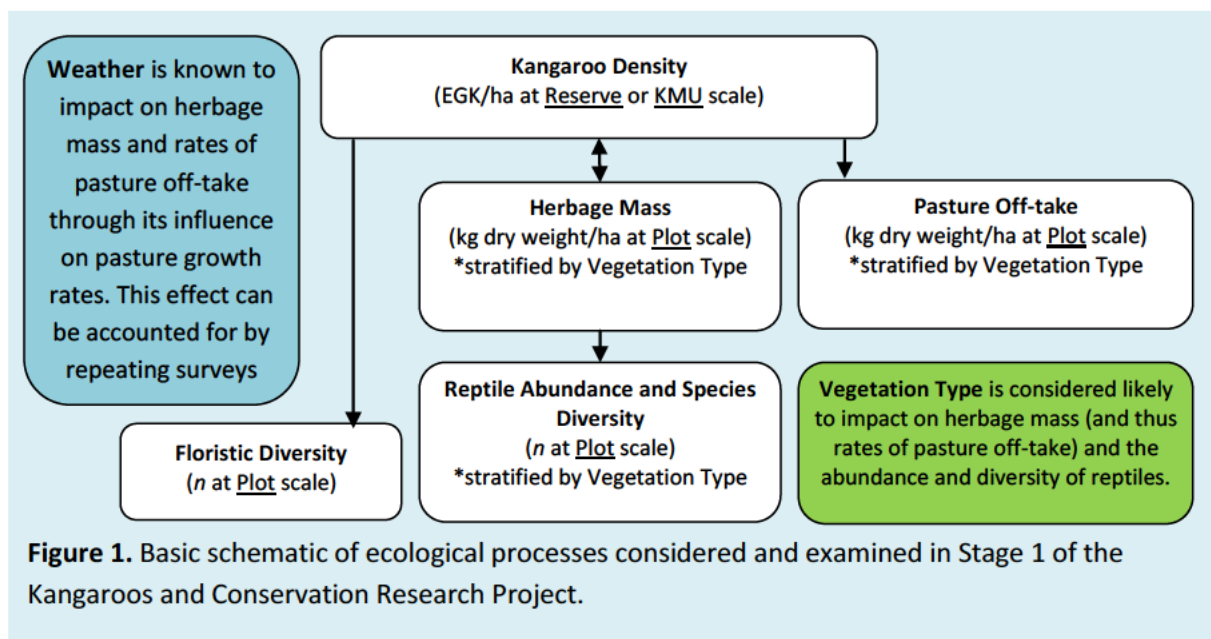 Weather is known to
impact on herbage
mass and rates of
pasture off-take
through its influence
on pasture growth
rates. This effect can
be accounted for by
repeating surveys
Kangaroo Density
(EGK/ha at Reserve or KMU scale)
Herbage Mass
(kg dry weight/ha at Plot scale)
*stratified by Vegetation Type
Pasture Off-take
(kg dry weight/ha at Plot scale)
*stratified by Vegetation Type
Reptile Abundance and Species
Diversity
(n at Plot scale)
*stratified by Vegetation Type
Vegetation Type is considered likely
to impact on herbage mass (and thus
rates of pasture off-take) and the
abundance and diversity of reptiles.
Floristic Diversity
(n at Plot scale)
Figure 1. Basic schematic of ecological processes considered and examined in Stage 1 of the
Kangaroos and Conservation Research Project.